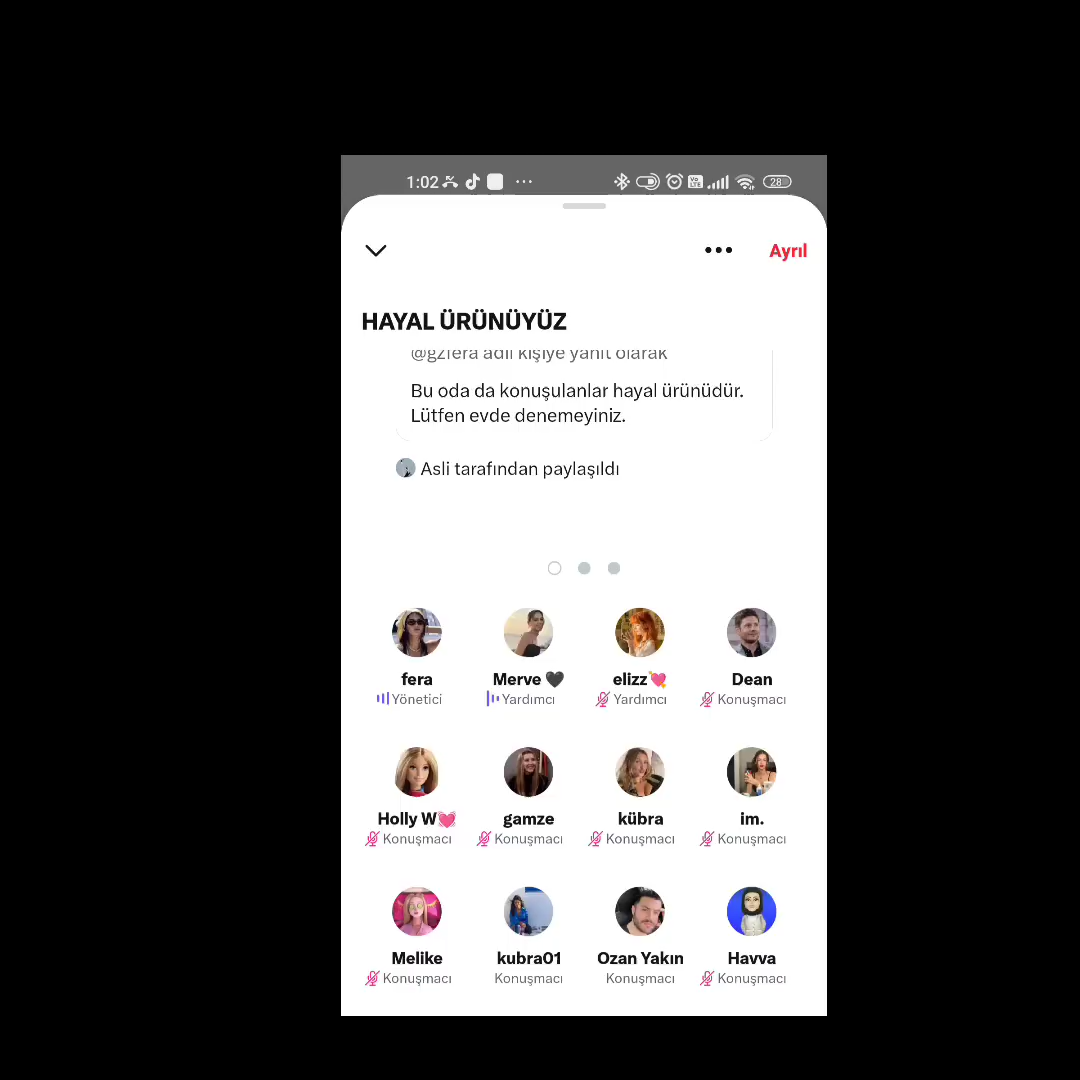 1:02
28
Ayrıl
HAYAL ÜRÜNÜYÜZ
@gzfera adlı kişiye yanıt olarak
Bu oda da konuşulanlar hayal ürünüdür.
Lütfen evde denemeyiniz.
Asli tarafından paylaşıldı
fera Merve 🖤 elizz💘 Dean
Yönetici Yardımcı Yardımcı Konuşmacı
Holly W💓 gamze kübra im.
Konuşmacı Konuşmacı Konuşmacı Konuşmacı
Melike kubra01 Ozan Yakın Havva
Konuşmacı Konuşmacı Konuşmacı Konuşmacı